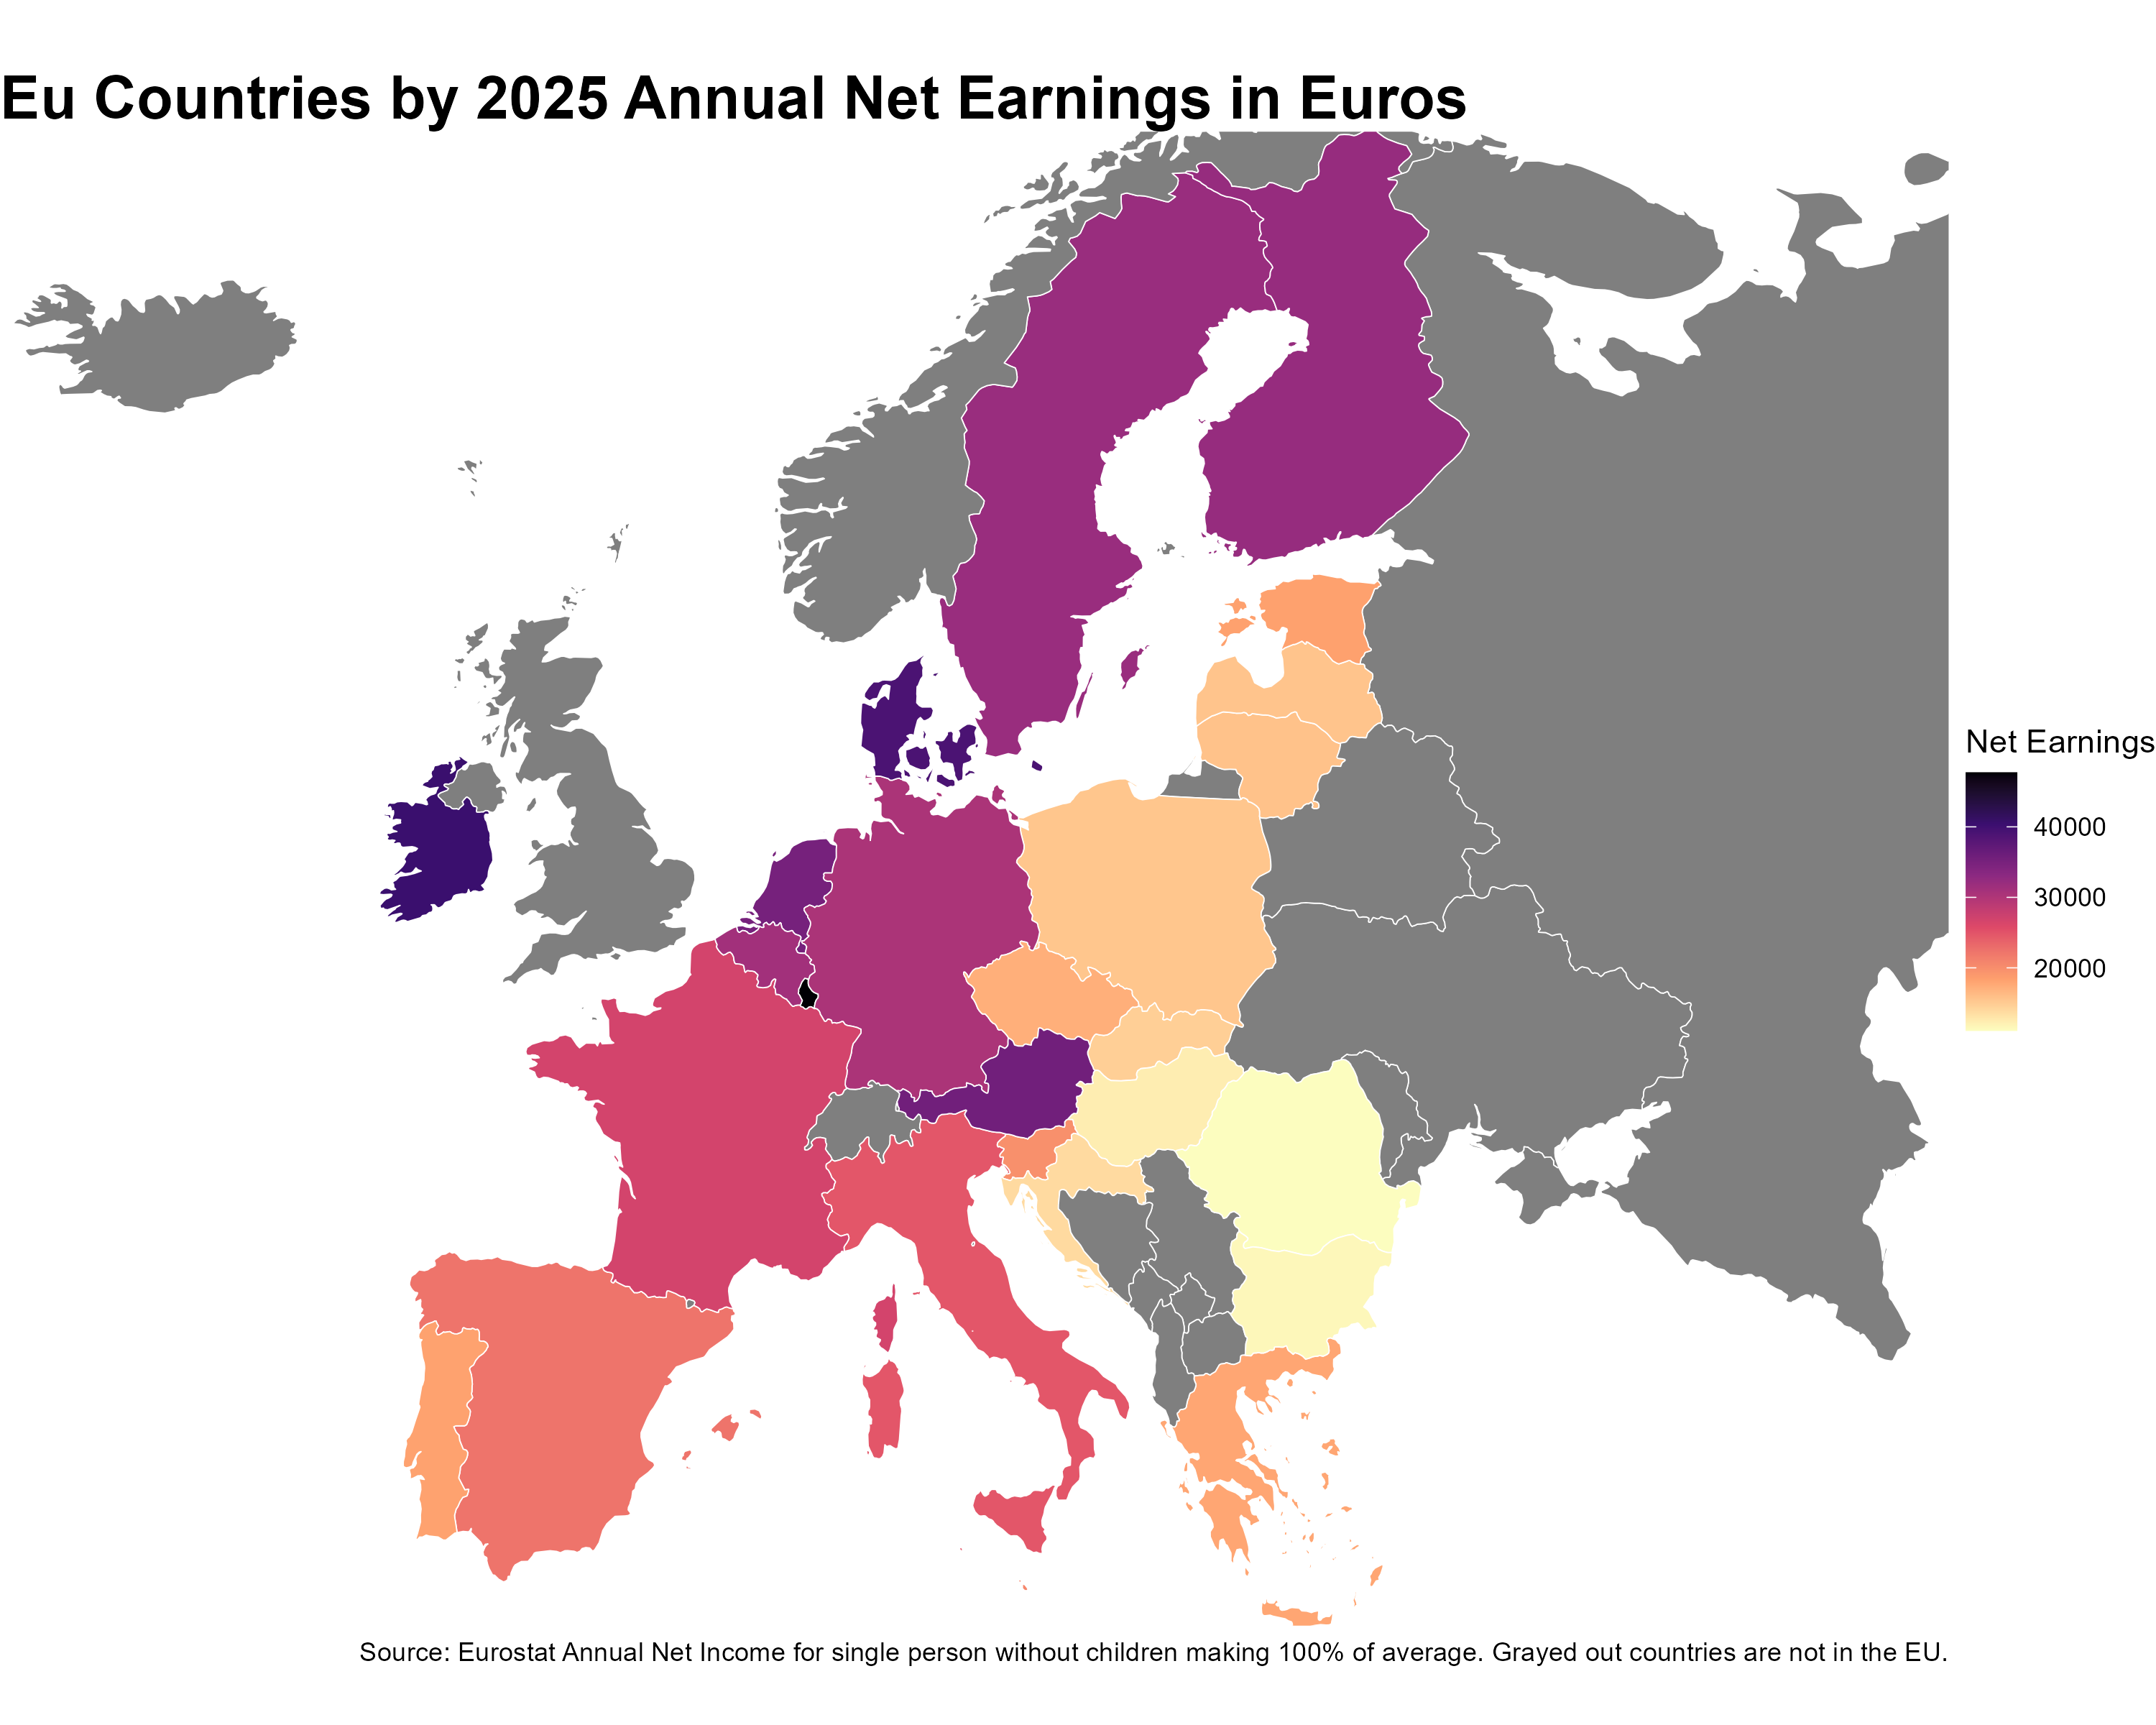 Eu Countries by 2025 Annual Net Earnings in Euros
Net Earnings
40000
30000
20000
Source: Eurostat Annual Net Income for single person without children making 100% of average. Grayed out countries are not in the EU.